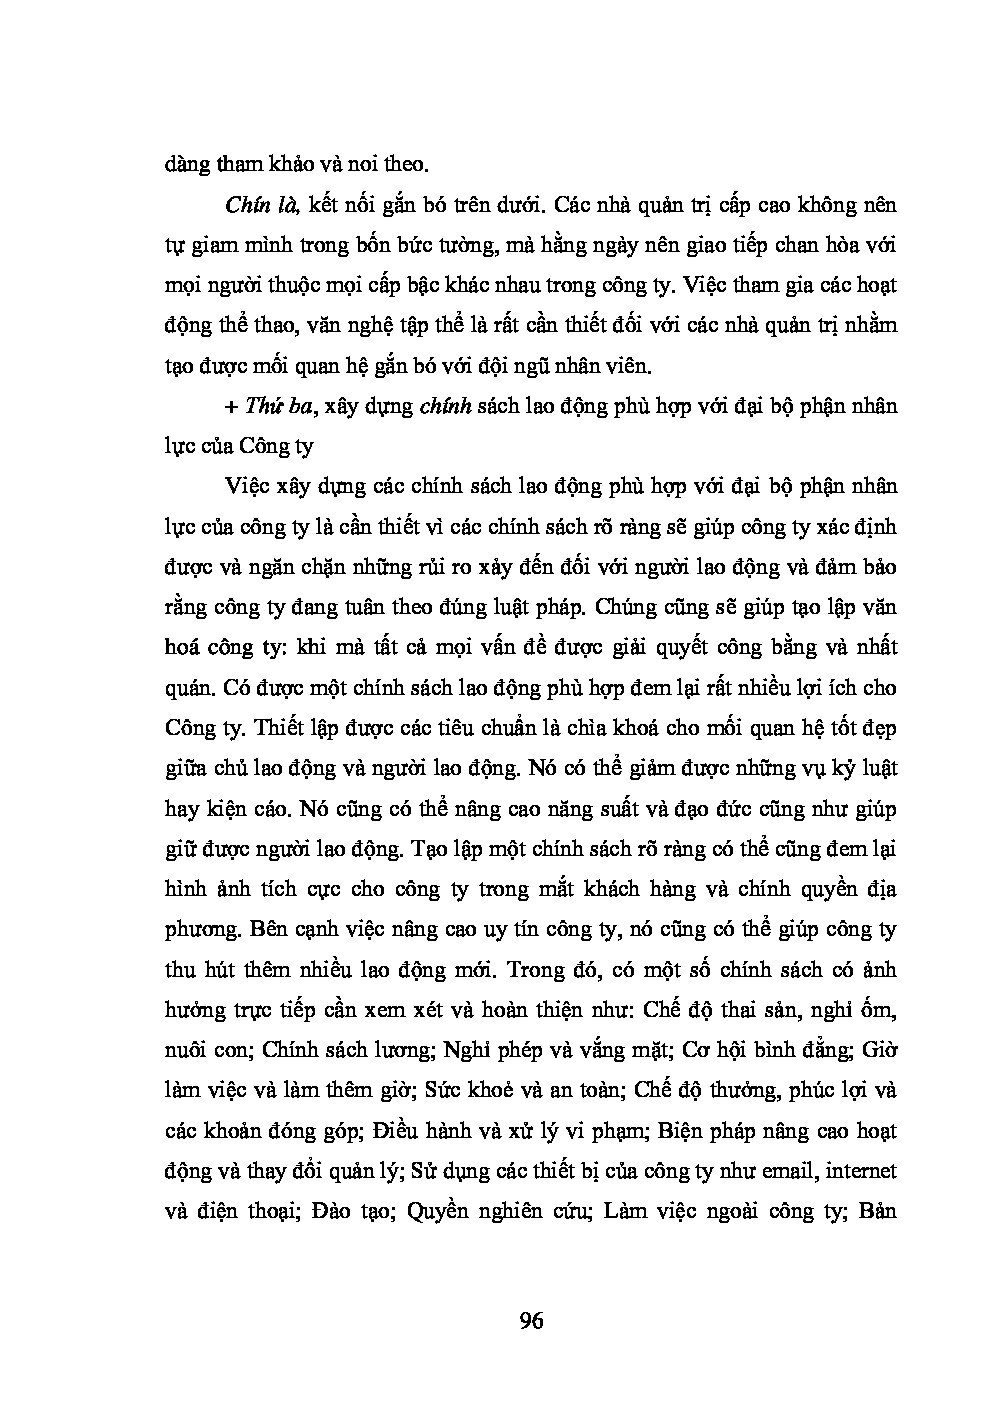 dàng tham khảo và noi theo.
Chín là, kết nối gắn bó trên dưới. Các nhà quản trị cấp cao không nên
tự giam mình trong bốn bức tường, mà hằng ngày nên giao tiếp chan hòa với
mọi người thuộc mọi cấp bậc khác nhau trong công ty. Việc tham gia các hoạt
động thể thao, văn nghệ tập thể là rất cần thiết đối với các nhà quản trị nhằm
tạo được mối quan hệ gắn bó với đội ngũ nhân viên.
+ Thứ ba, xây dựng chính sách lao động phù hợp với đại bộ phận nhân
lực của Công ty
Việc xây dựng các chính sách lao động phù hợp với đại bộ phận nhân
lực của công ty là cần thiết vì các chính sách rõ ràng sẽ giúp công ty xác định
được và ngăn chặn những rủi ro xảy đến đối với người lao động và đảm bảo
rằng công ty đang tuân theo đúng luật pháp. Chúng cũng sẽ giúp tạo lập văn
hoá công ty: khi mà tất cả mọi vấn đề được giải quyết công bằng và nhất
quán. Có được một chính sách lao động phù hợp đem lại rất nhiều lợi ích cho
Công ty. Thiết lập được các tiêu chuẩn là chìa khoá cho mối quan hệ tốt đẹp
giữa chủ lao động và người lao động. Nó có thể giảm được những vụ kỷ luật
hay kiện cáo. Nó cũng có thể nâng cao năng suất và đạo đức cũng như giúp
giữ được người lao động. Tạo lập một chính sách rõ ràng có thể cũng đem lại
hình ảnh tích cực cho công ty trong mắt khách hàng và chính quyền địa
phương. Bên cạnh việc nâng cao uy tín công ty, nó cũng có thể giúp công ty
thu hút thêm nhiều lao động mới. Trong đó, có một số chính sách có ảnh
hưởng trực tiếp cần xem xét và hoàn thiện như: Chế độ thai sản, nghỉ ốm,
nuôi con; Chính sách lương; Nghỉ phép và vắng mặt; Cơ hội bình đẳng; Giờ
làm việc và làm thêm giờ; Sức khoẻ và an toàn; Chế độ thưởng, phúc lợi và
các khoản đóng góp; Điều hành và xử lý vi phạm; Biện pháp nâng cao hoạt
động và thay đổi quản lý; Sử dụng các thiết bị của công ty như email, internet
và điện thoại; Đào tạo; Quyền nghiên cứu; Làm việc ngoài công ty; Bản
96